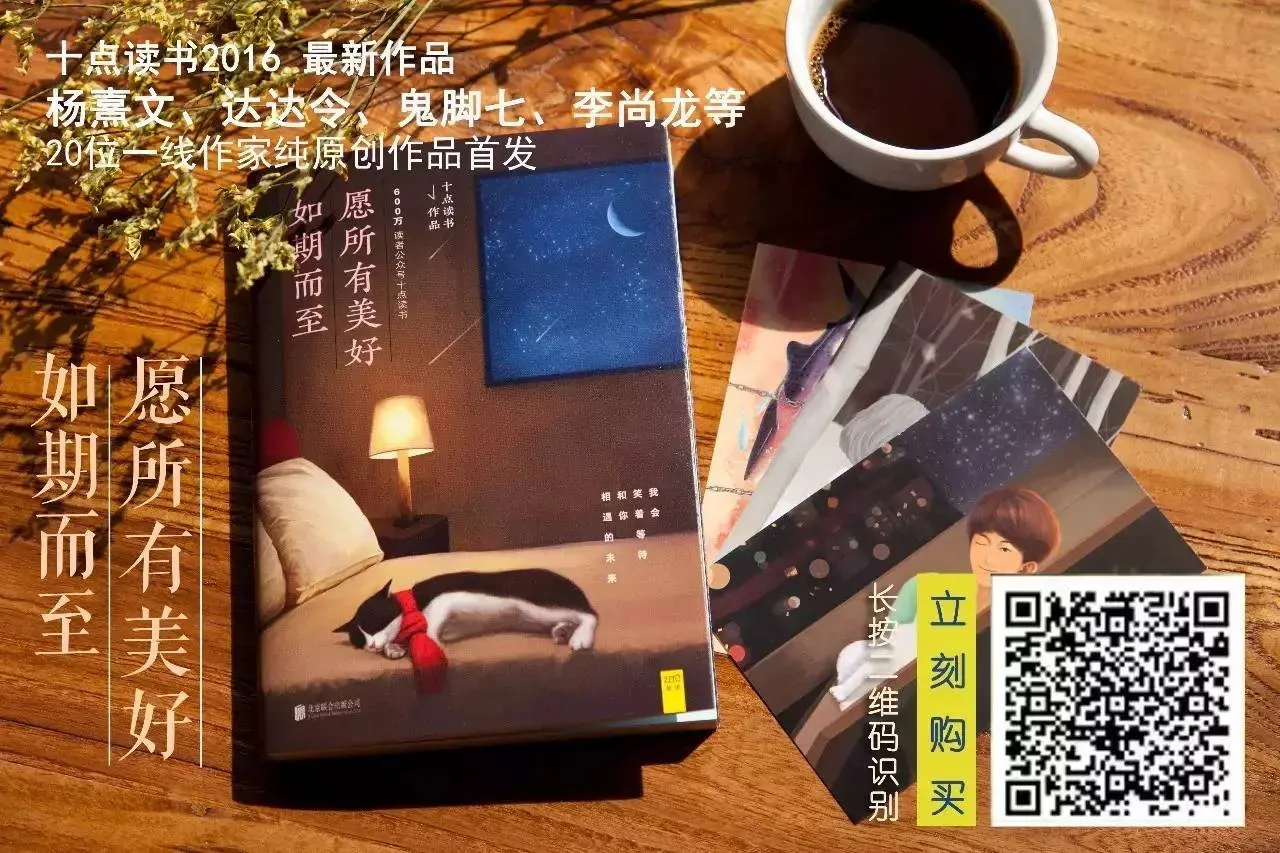 十点读书2016 最新作品
杨熹文、达达令、鬼脚七、李尚龙等
20位一线作家纯原创作品首发
愿所有美好
如期而至
十点读书
作品
600万 读者公众号十点读书
愿所有美好
如期而至
我会
笑着等待
和你
相遇的未来
北京联合出版公司
长按二维码识别
立刻购买